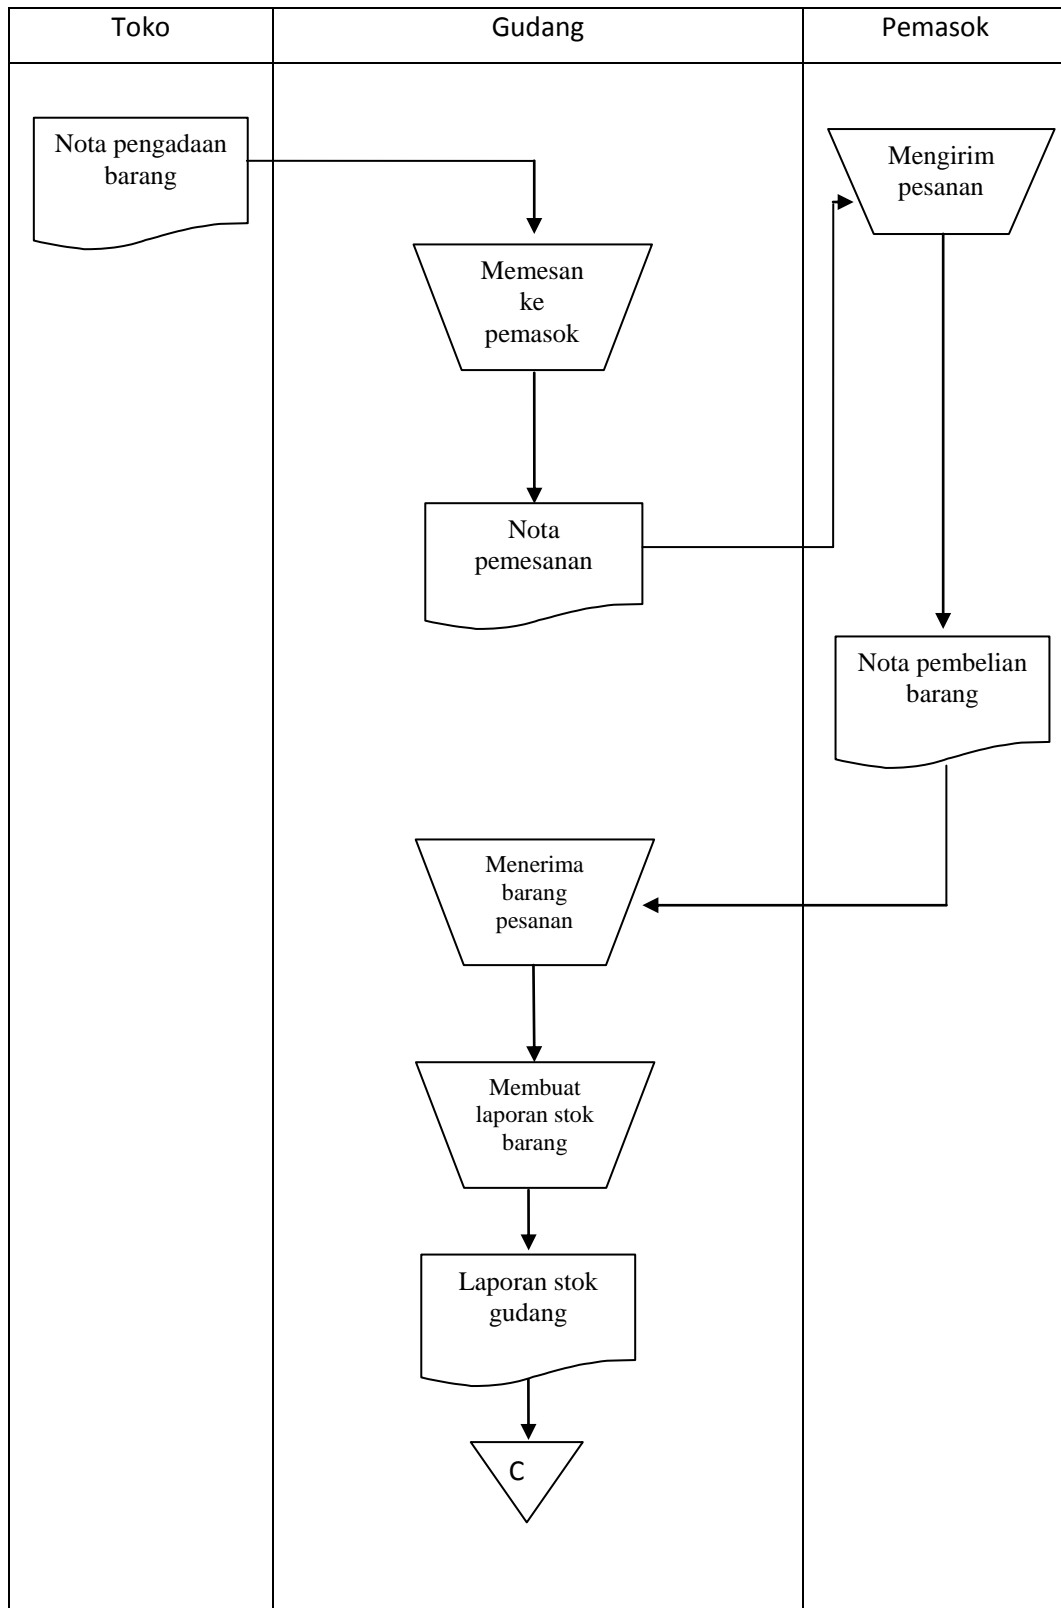 Toko
Gudang
Pemasok
Nota pengadaan
barang
Mengirim
pesanan
Memesan
ke
pemasok
Nota
pemesanan
Nota pembelian
barang
Menerima
barang
pesanan
Membuat
laporan stok
barang
Laporan stok
gudang
C